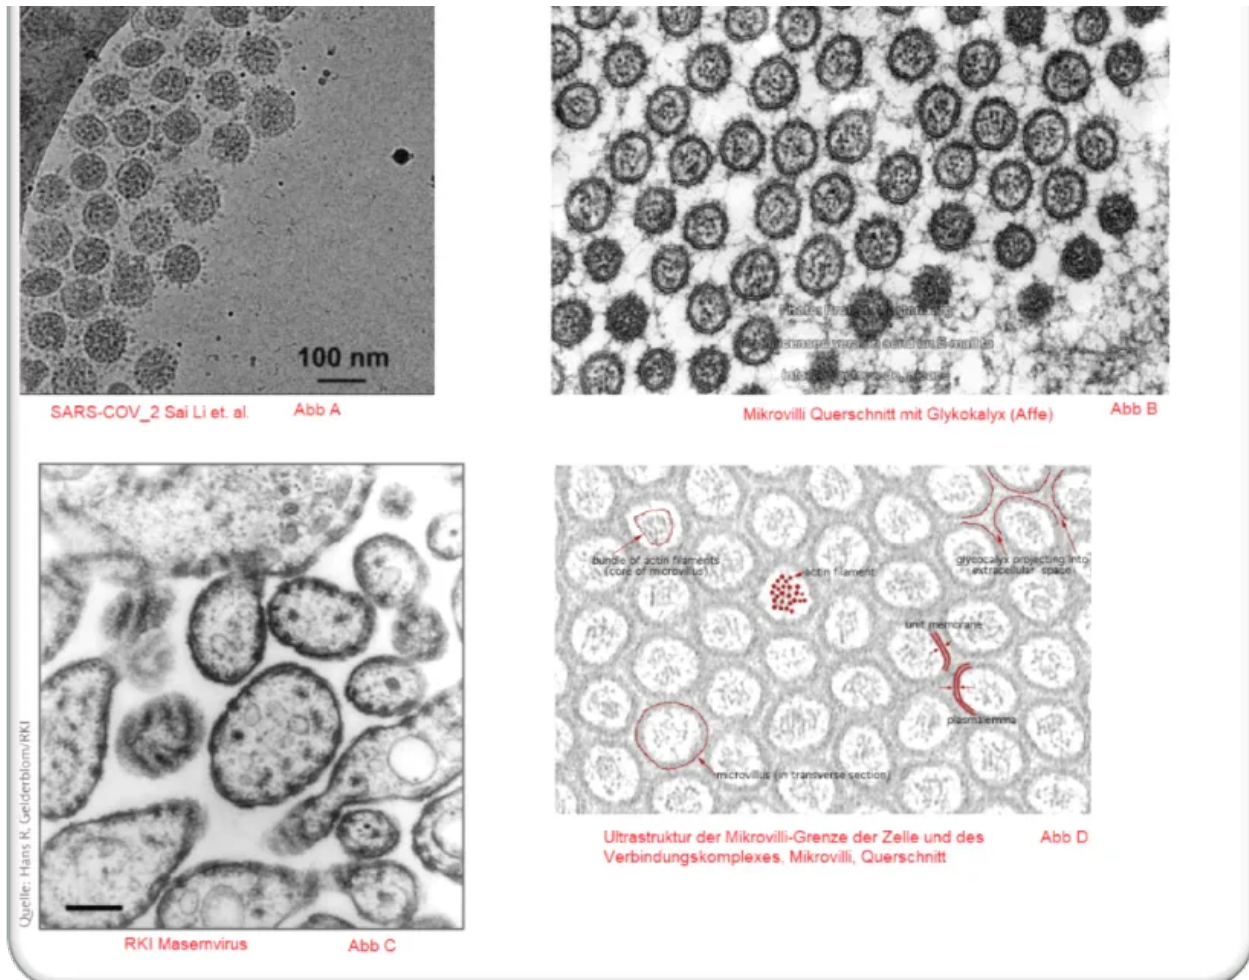 100 nm
SARS-COV_2 Sai Li et. al.
Abb A
Mikrovilli Querschnitt mit Glykokalyx (Affe)
Abb B
Quelle: Hans R. Gelderblom/RKI
RKI Masernvirus
Abb C
bundle of actin filaments
(core of microvillus)
actin filament
glycocalyx projecting into
extracellular space
unit membrane
plasmalemma
microvillus (in transverse section)
Ultrastruktur der Mikrovilli-Grenze der Zelle und des
Verbindungskomplexes, Mikrovilli, Querschnitt
Abb D